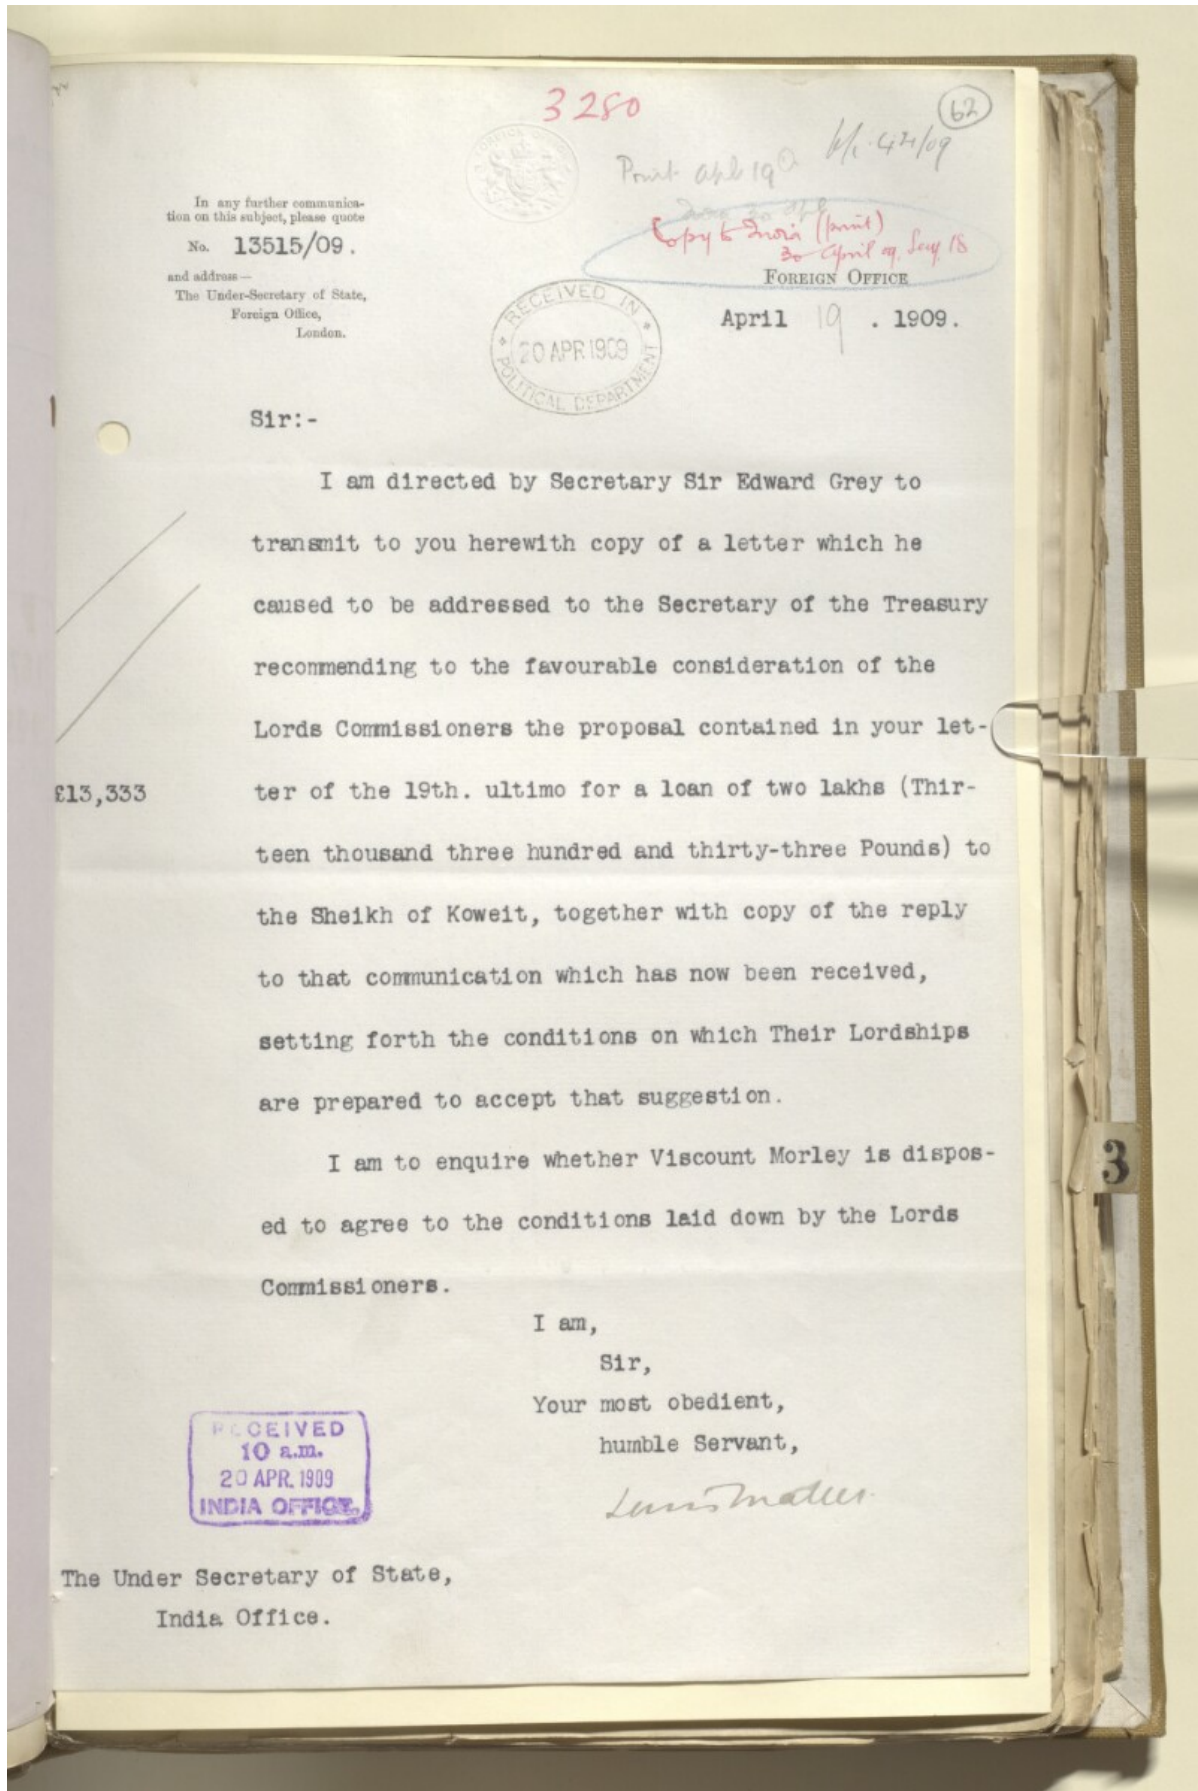 3280
62
Print apl 19
In any further communica-
tion on this subject, please quote
No. 13515/09.
and address—
The Under-Secretary of State,
Foreign Office,
London.
Copy to India (print)
30 April 09, Secy. 18
FOREIGN OFFICE
April 19. 1909.
RECEIVED IN
20 APR 1909
POLITICAL DEPARTMENT
Sir:-
I am directed by Secretary Sir Edward Grey to
transmit to you herewith copy of a letter which he
caused to be addressed to the Secretary of the Treasury
recommending to the favourable consideration of the
Lords Commissioners the proposal contained in your let-
£13,333
ter of the 19th. ultimo for a loan of two lakhs (Thir-
teen thousand three hundred and thirty-three Pounds) to
the Sheikh of Koweit, together with copy of the reply
to that communication which has now been received,
setting forth the conditions on which Their Lordships
are prepared to accept that suggestion.
I am to enquire whether Viscount Morley is dispos-
ed to agree to the conditions laid down by the Lords
Commissioners.
I am,
Sir,
Your most obedient,
humble Servant,
Louis Mallet
RECEIVED
10 a.m.
20 APR. 1909
INDIA OFFICE.
The Under Secretary of State,
India Office.
3